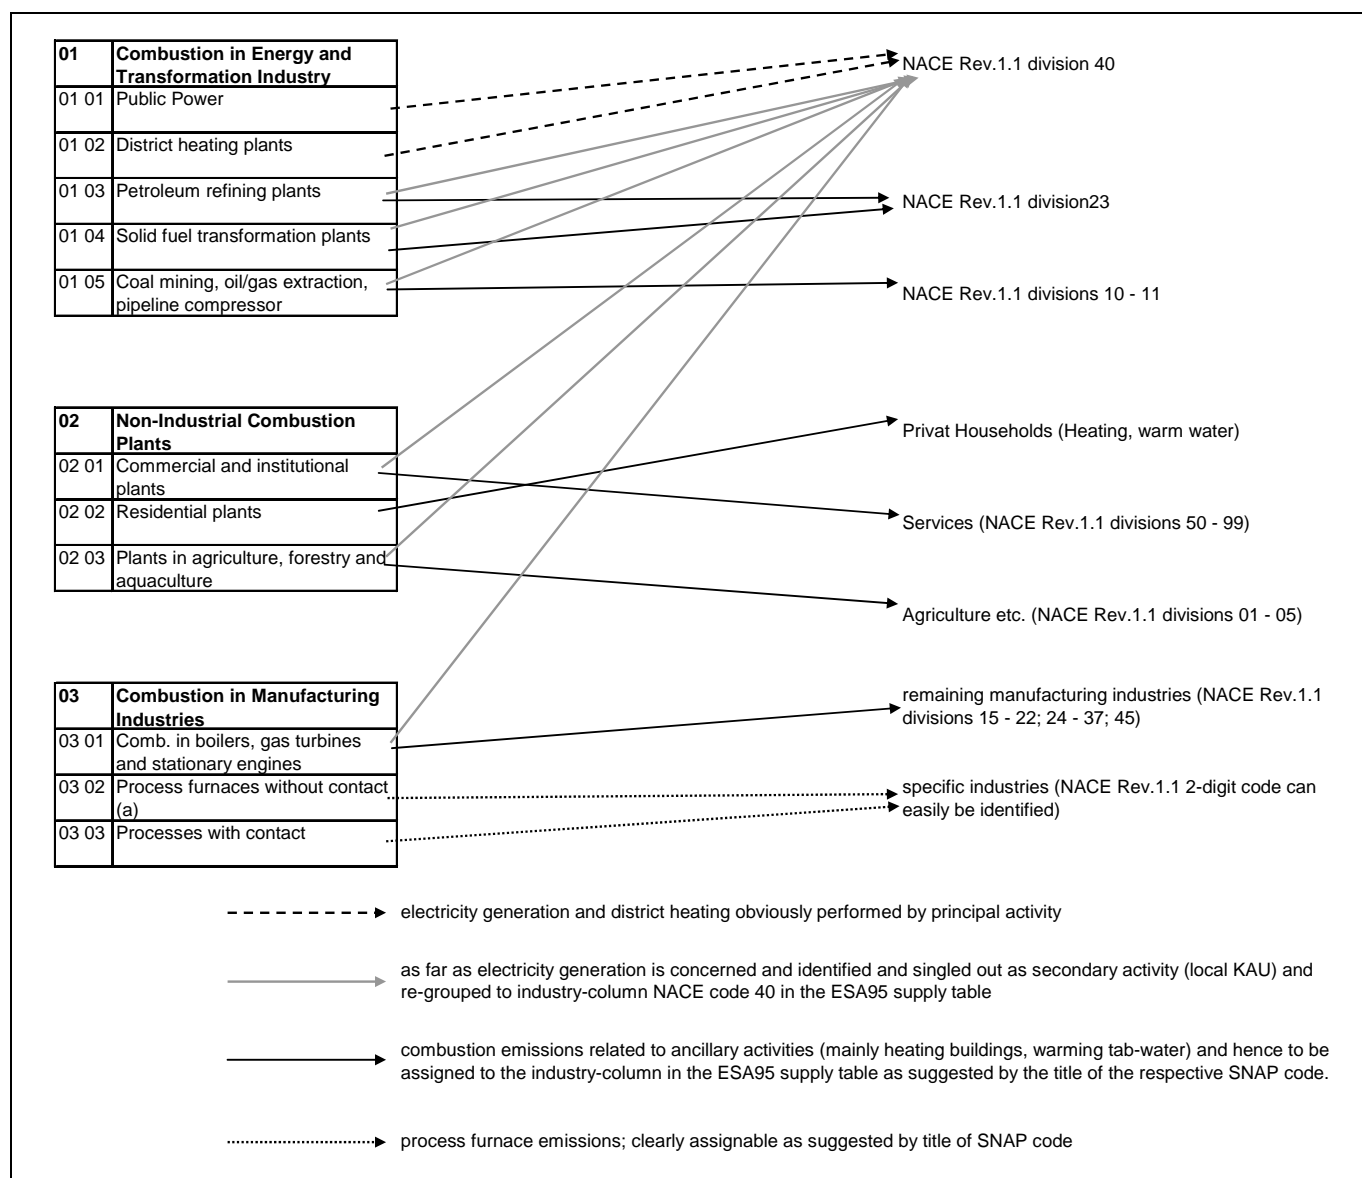 01 Combustion in Energy and
Transformation Industry
01 01 Public Power
01 02 District heating plants
01 03 Petroleum refining plants
01 04 Solid fuel transformation plants
01 05 Coal mining, oil/gas extraction,
pipeline compressor
NACE Rev.1.1 division 40
NACE Rev.1.1 division23
NACE Rev.1.1 divisions 10 - 11
02 Non-Industrial Combustion
Plants
02 01 Commercial and institutional
plants
02 02 Residential plants
02 03 Plants in agriculture, forestry and
aquaculture
Privat Households (Heating, warm water)
Services (NACE Rev.1.1 divisions 50 - 99)
Agriculture etc. (NACE Rev.1.1 divisions 01 - 05)
03 Combustion in Manufacturing
Industries
03 01 Comb. in boilers, gas turbines
and stationary engines
03 02 Process furnaces without contact
(a)
03 03 Processes with contact
remaining manufacturing industries (NACE Rev.1.1
divisions 15 - 22; 24 - 37; 45)
specific industries (NACE Rev.1.1 2-digit code can
easily be identified)
electricity generation and district heating obviously performed by principal activity
as far as electricity generation is concerned and identified and singled out as secondary activity (local KAU) and
re-grouped to industry-column NACE code 40 in the ESA95 supply table
combustion emissions related to ancillary activities (mainly heating buildings, warming tab-water) and hence to be
assigned to the industry-column in the ESA95 supply table as suggested by the title of the respective SNAP code.
process furnace emissions; clearly assignable as suggested by title of SNAP code